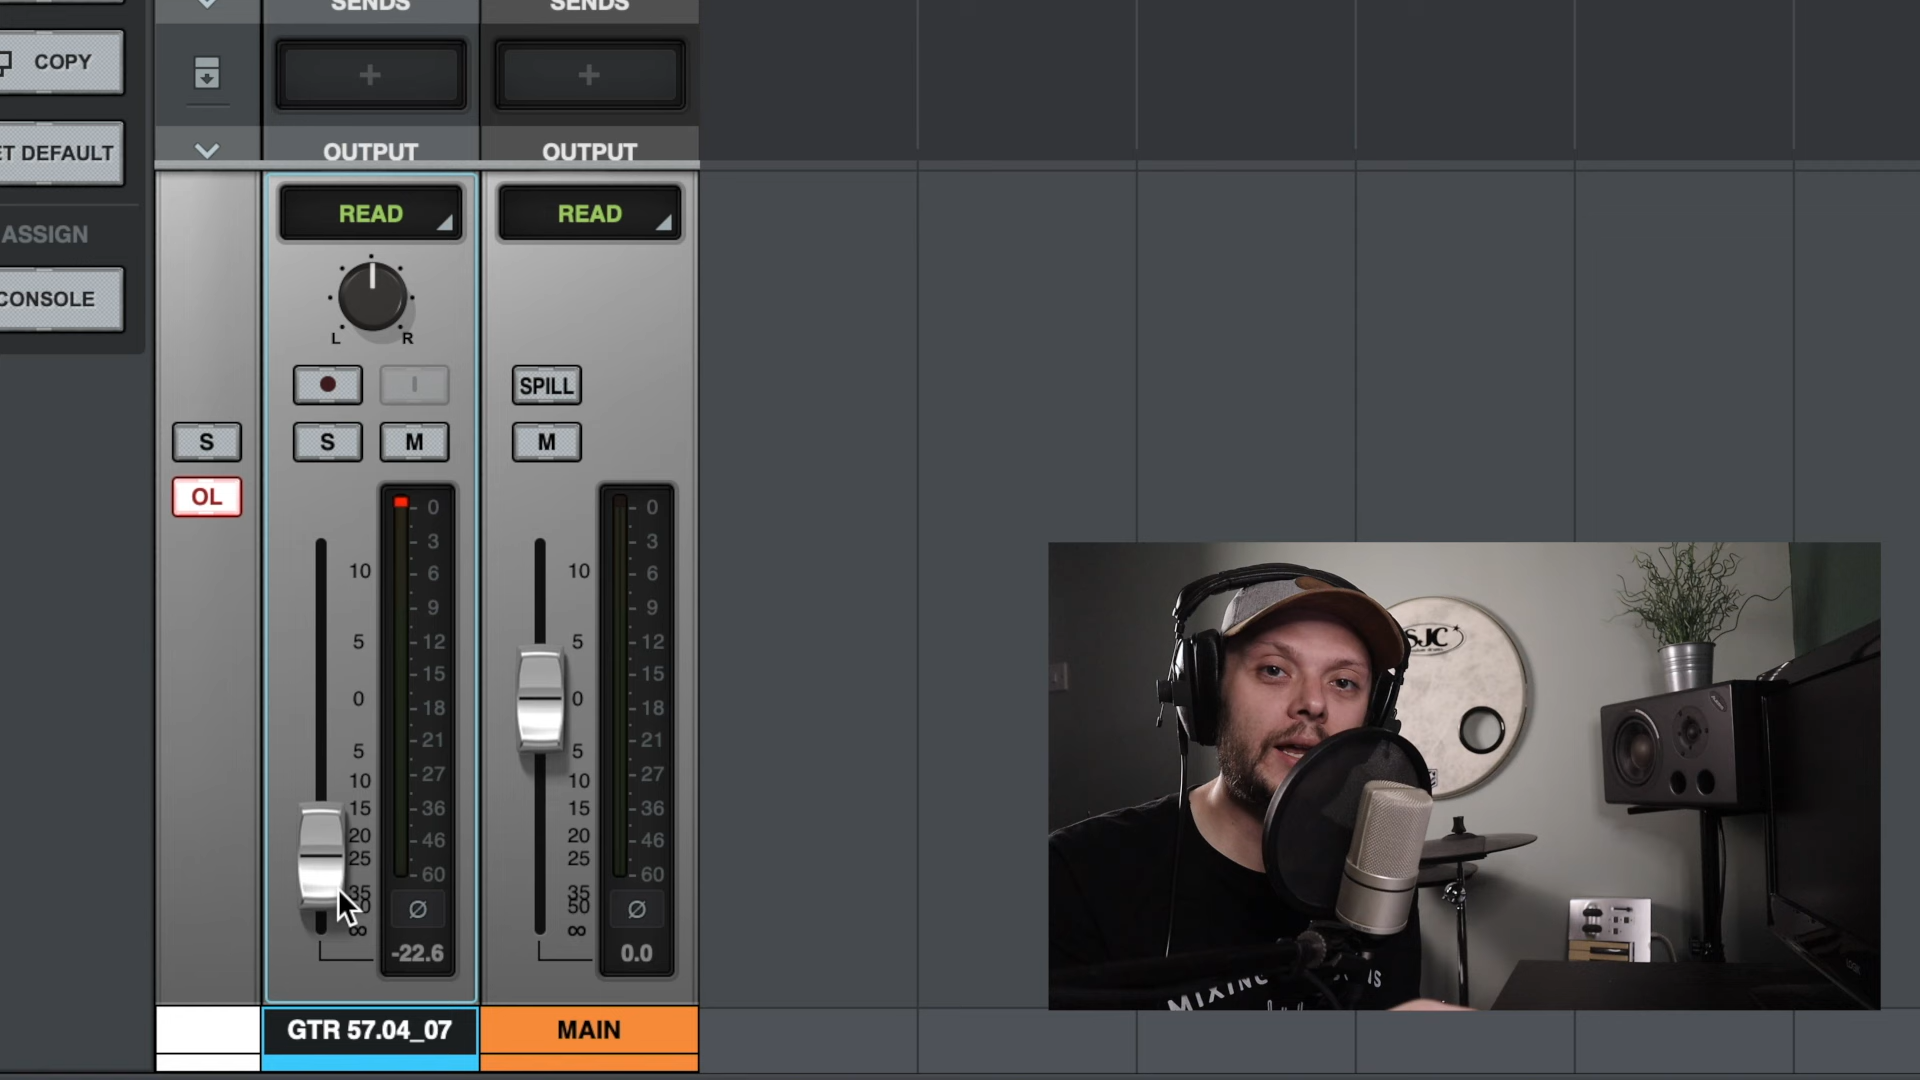 SENDS
SENDS
COPY
ET DEFAULT
OUTPUT
OUTPUT
READ
READ
ASSIGN
CONSOLE
L
R
SPILL
S
S
M
M
OL
0
3
6
9
12
15
18
21
27
36
46
60
10
5
0
5
10
15
20
25
35
50
∞
Ø
-22.6
0
3
6
9
12
15
18
21
27
36
46
60
10
5
0
5
10
15
20
25
35
50
∞
Ø
0.0
GTR 57.04_07
MAIN
SJC